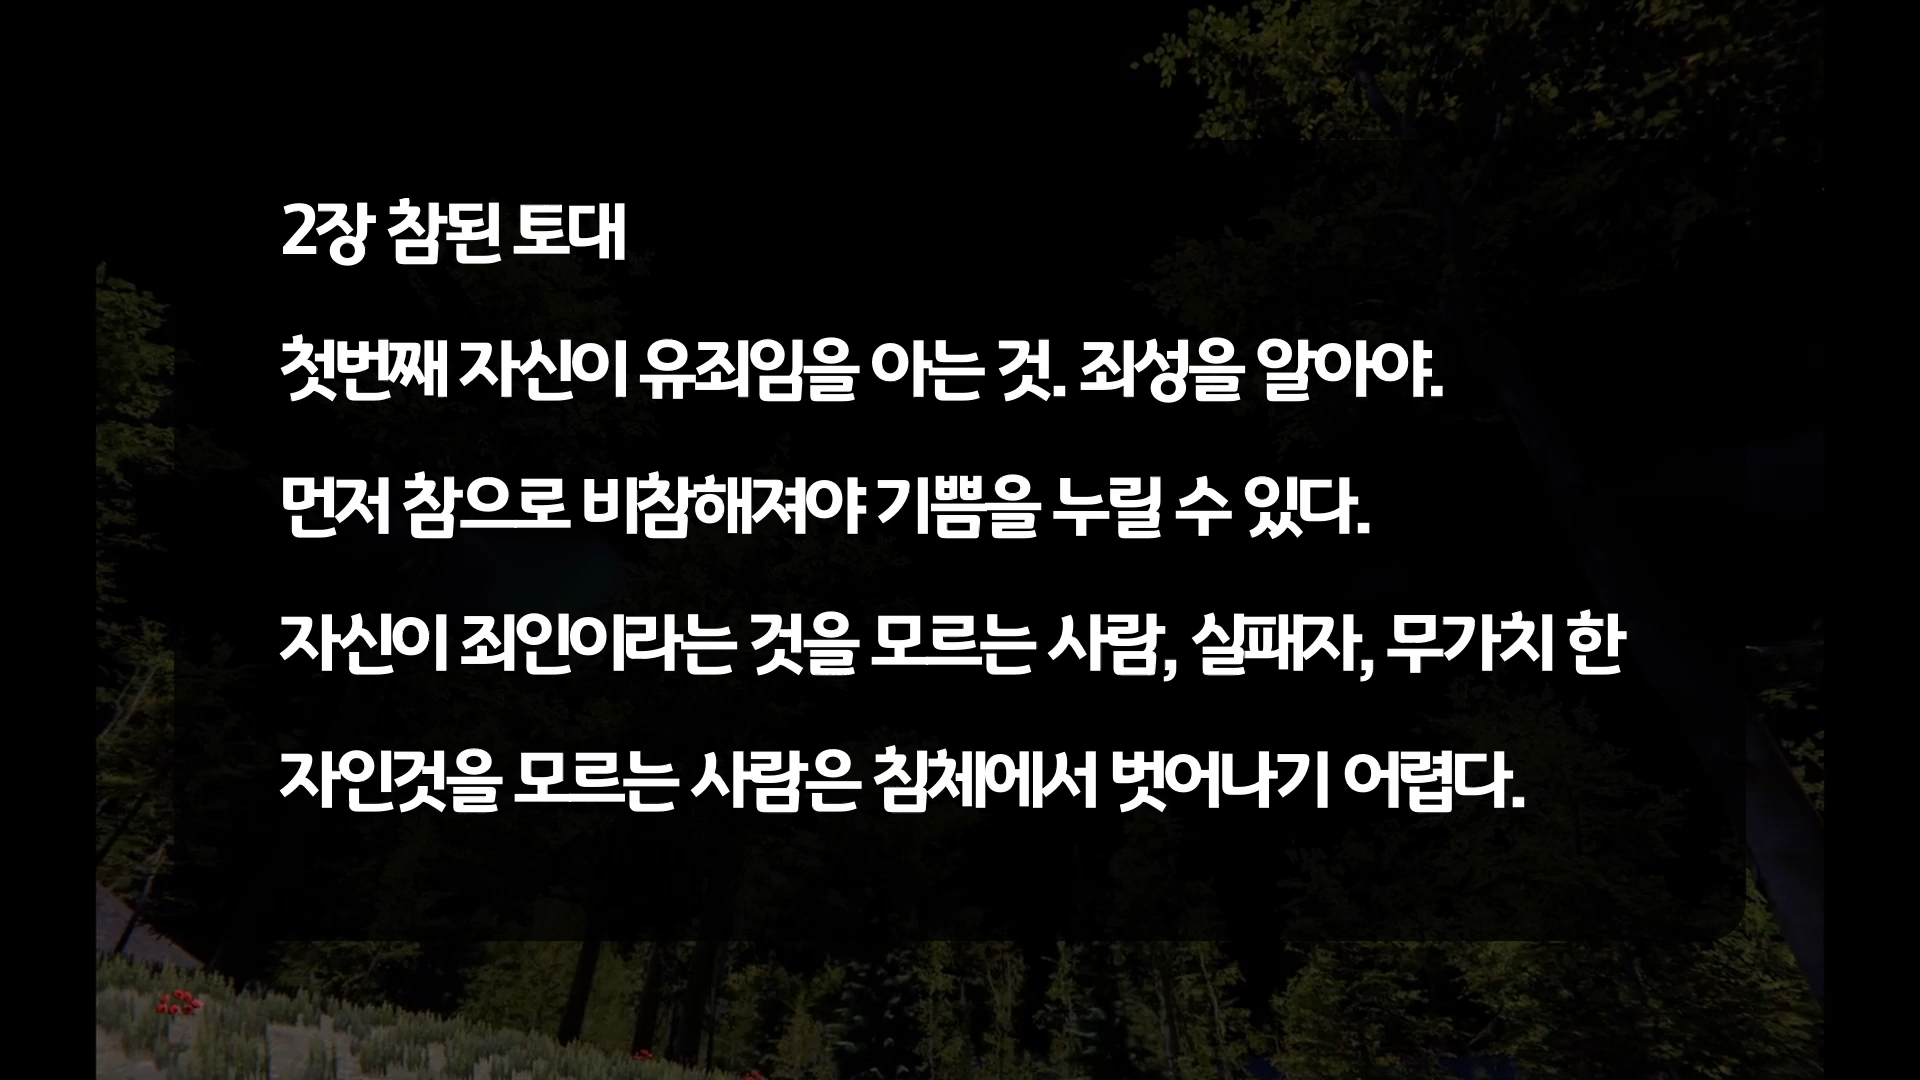 2장 참된 토대
첫번째 자신이 유죄임을 아는 것. 죄성을 알아야.
먼저 참으로 비참해져야 기쁨을 누릴 수 있다.
자신이 죄인이라는 것을 모르는 사람, 실패자, 무가치 한
자인것을 모르는 사람은 침체에서 벗어나기 어렵다.